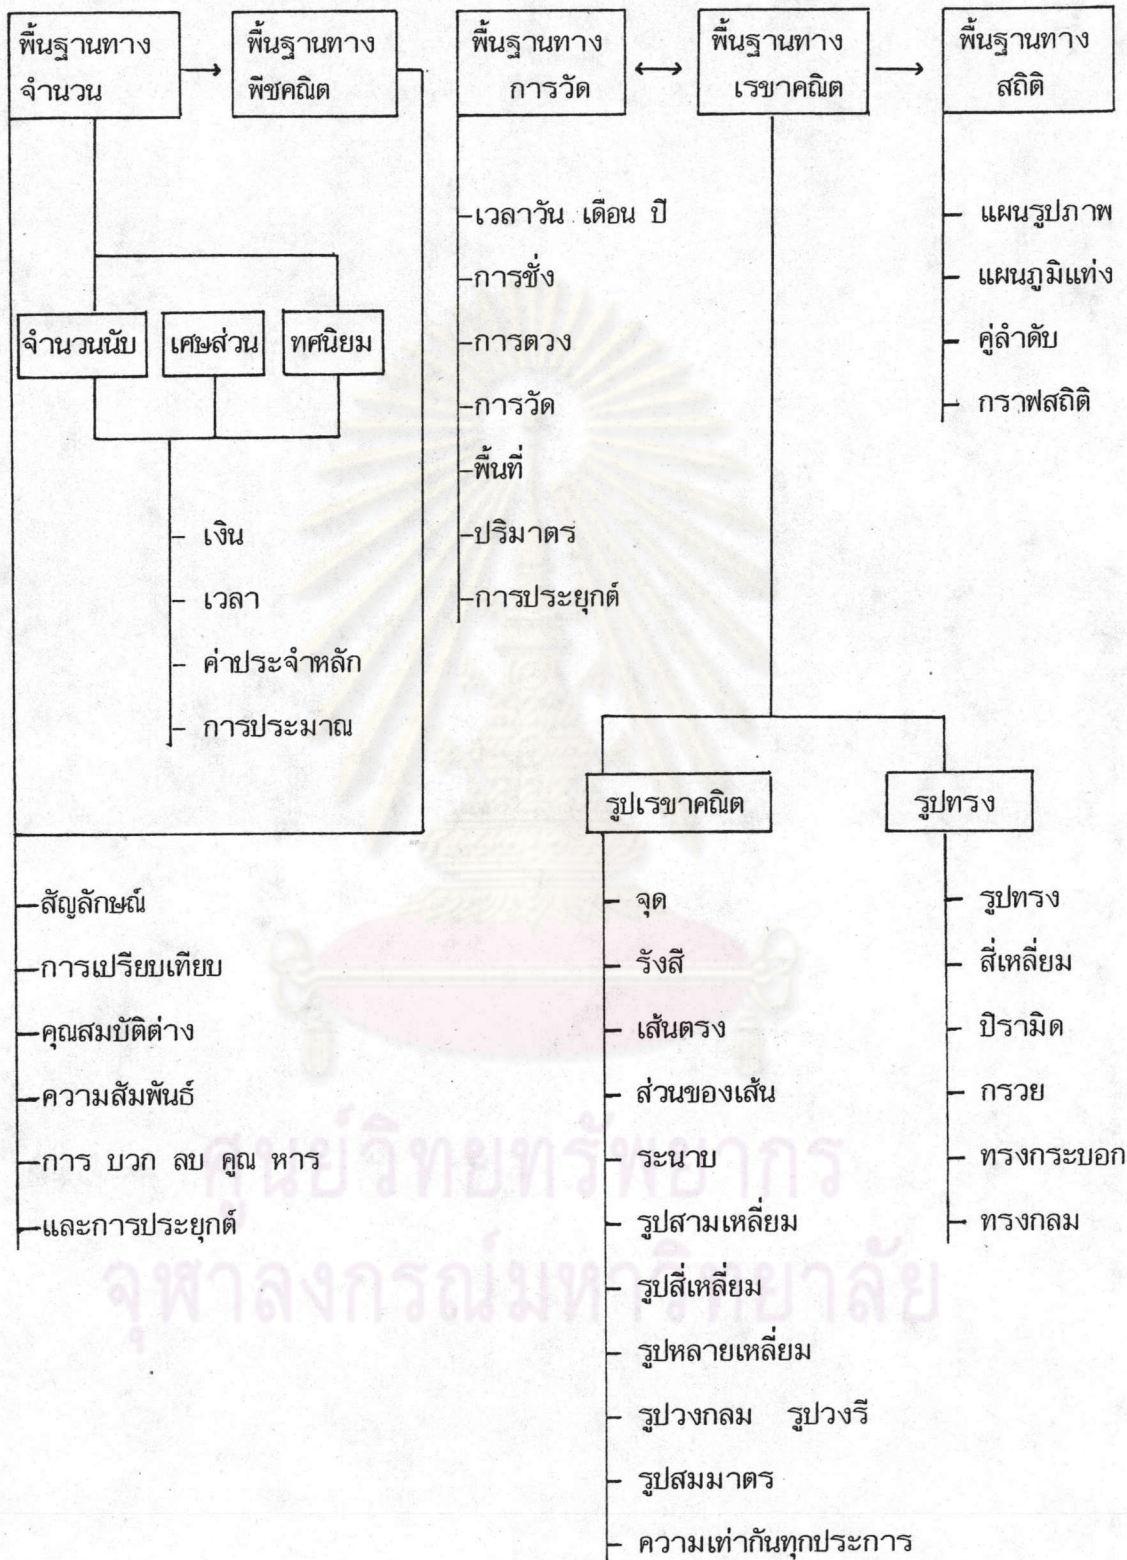 พื้นฐานทาง
จำนวน
พื้นฐานทาง
พีชคณิต
พื้นฐานทาง
การวัด
พื้นฐานทาง
เรขาคณิต
พื้นฐานทาง
สถิติ
จำนวนนับ
เศษส่วน
ทศนิยม
- เงิน
- เวลา
- ค่าประจำหลัก
- การประมาณ
-สัญลักษณ์
-การเปรียบเทียบ
-คุณสมบัติต่าง
-ความสัมพันธ์
-การ บวก ลบ คูณ หาร
-และการประยุกต์
-เวลาวัน เดือน ปี
-การชั่ง
-การตวง
-การวัด
-พื้นที่
-ปริมาตร
-การประยุกต์
รูปเรขาคณิต
- จุด
- รังสี
- เส้นตรง
- ส่วนของเส้น
- ระนาบ
- รูปสามเหลี่ยม
- รูปสี่เหลี่ยม
- รูปหลายเหลี่ยม
- รูปวงกลม รูปวงรี
- รูปสมมาตร
- ความเท่ากันทุกประการ
รูปทรง
- รูปทรง
- สี่เหลี่ยม
- ปิรามิด
- กรวย
- ทรงกระบอก
- ทรงกลม
- แผนรูปภาพ
- แผนภูมิแท่ง
- คู่ลำดับ
- กราฟสถิติ
ศูนย์วิทยทรัพยากร
จุฬาลงกรณ์มหาวิทยาลัย